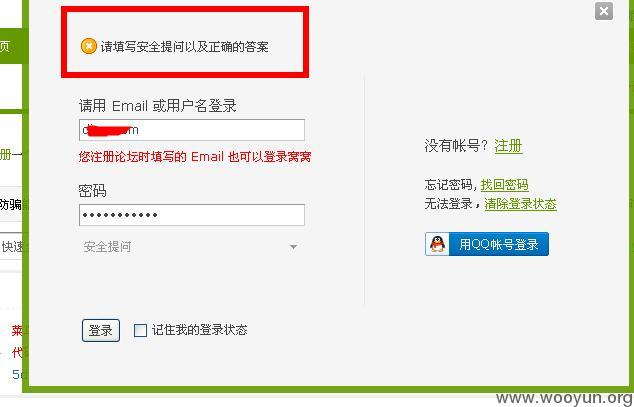 页
请填写安全提问以及正确的答案
请用 Email 或用户名登录
您注册论坛时填写的 Email 也可以登录窝窝
密码
安全提问
登录
记住我的登录状态
没有帐号？注册
忘记密码, 找回密码
无法登录，清除登录状态
用QQ帐号登录
册一
防骗
快速
菜
代
www.wooyun.org